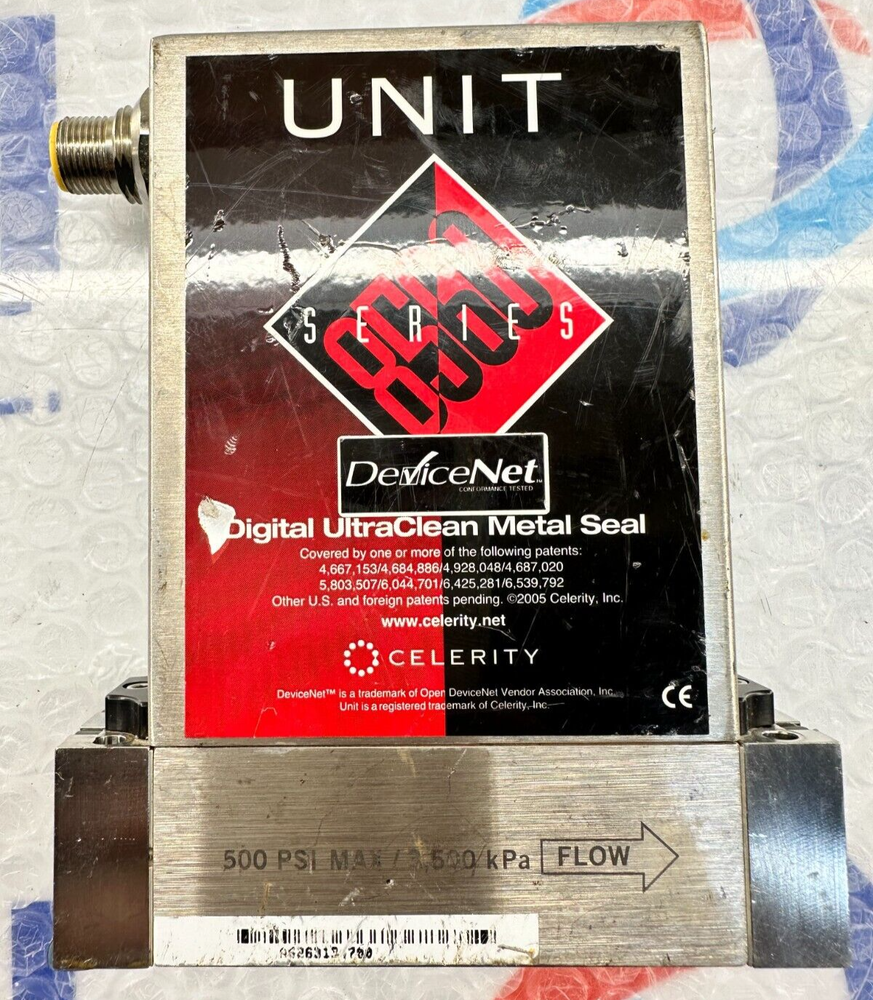 UNIT
SERIES
DeviceNet™
CONFORMANCE TESTED
Digital UltraClean Metal Seal
Covered by one or more of the following patents:
4,667,153/4,684,886/4,928,048/4,687,020
5,803,507/6,044,701/6,425,281/6,539,792
Other U.S. and foreign patents pending. ©2005 Celerity, Inc.
www.celerity.net
CELERITY
DeviceNet™ is a trademark of Open DeviceNet Vendor Association, Inc.
Unit is a registered trademark of Celerity, Inc.
CE
500 PSI MAX / 3,500 kPa FLOW